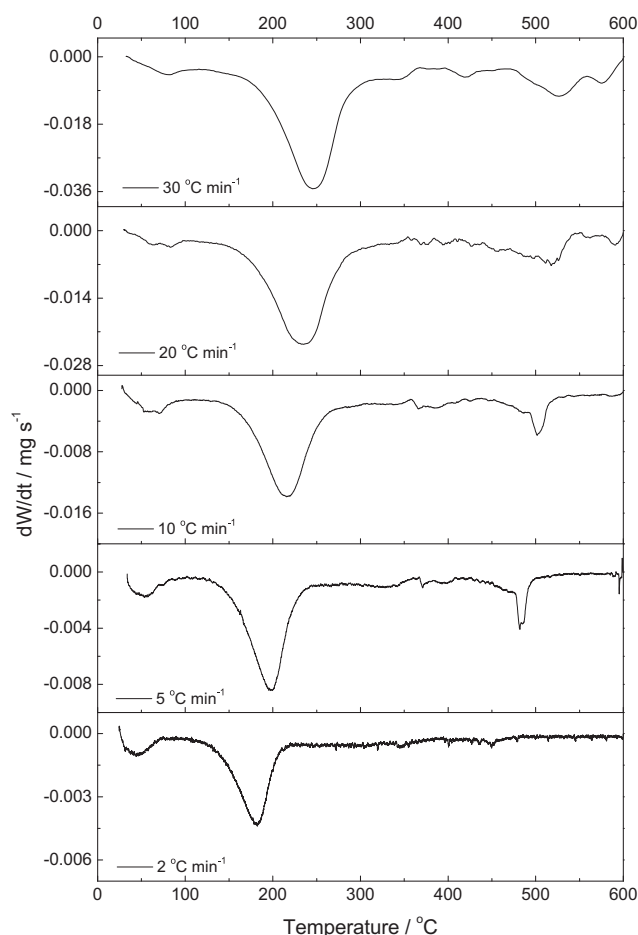 0 100 200 300 400 500 600
0.000
-0.018
-0.036
30 °C min⁻¹
0.000
-0.014
-0.028
20 °C min⁻¹
0.000
-0.008
-0.016
10 °C min⁻¹
0.000
-0.004
-0.008
5 °C min⁻¹
0.000
-0.003
-0.006
2 °C min⁻¹
0 100 200 300 400 500 600
Temperature / °C
dW/dt / mg s⁻¹